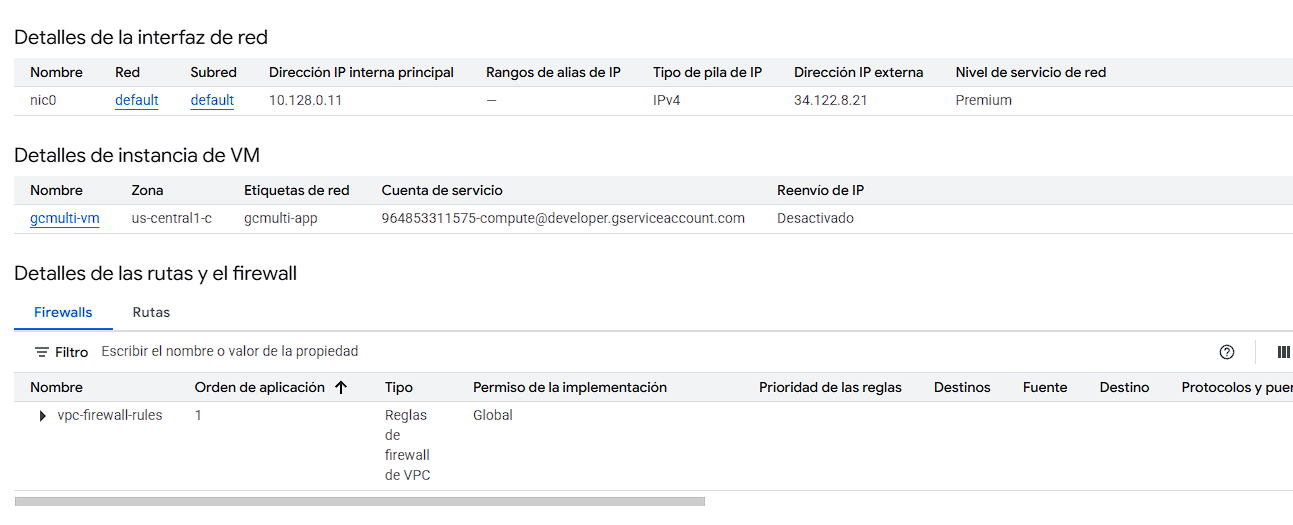 Detalles de la interfaz de red
Nombre Red Subred Dirección IP interna principal Rangos de alias de IP Tipo de pila de IP Dirección IP externa Nivel de servicio de red
nic0 default default 10.128.0.11 — IPv4 34.122.8.21 Premium
Detalles de instancia de VM
Nombre Zona Etiquetas de red Cuenta de servicio Reenvío de IP
gcmulti-vm us-central1-c gcmulti-app 964853311575-compute@developer.gserviceaccount.com Desactivado
Detalles de las rutas y el firewall
Firewalls Rutas
Filtro Escribir el nombre o valor de la propiedad
Nombre Orden de aplicación Tipo Permiso de la implementación Prioridad de las reglas Destinos Fuente Destino Protocolos y puer
vpc-firewall-rules 1 Reglas Global
de
firewall
de VPC